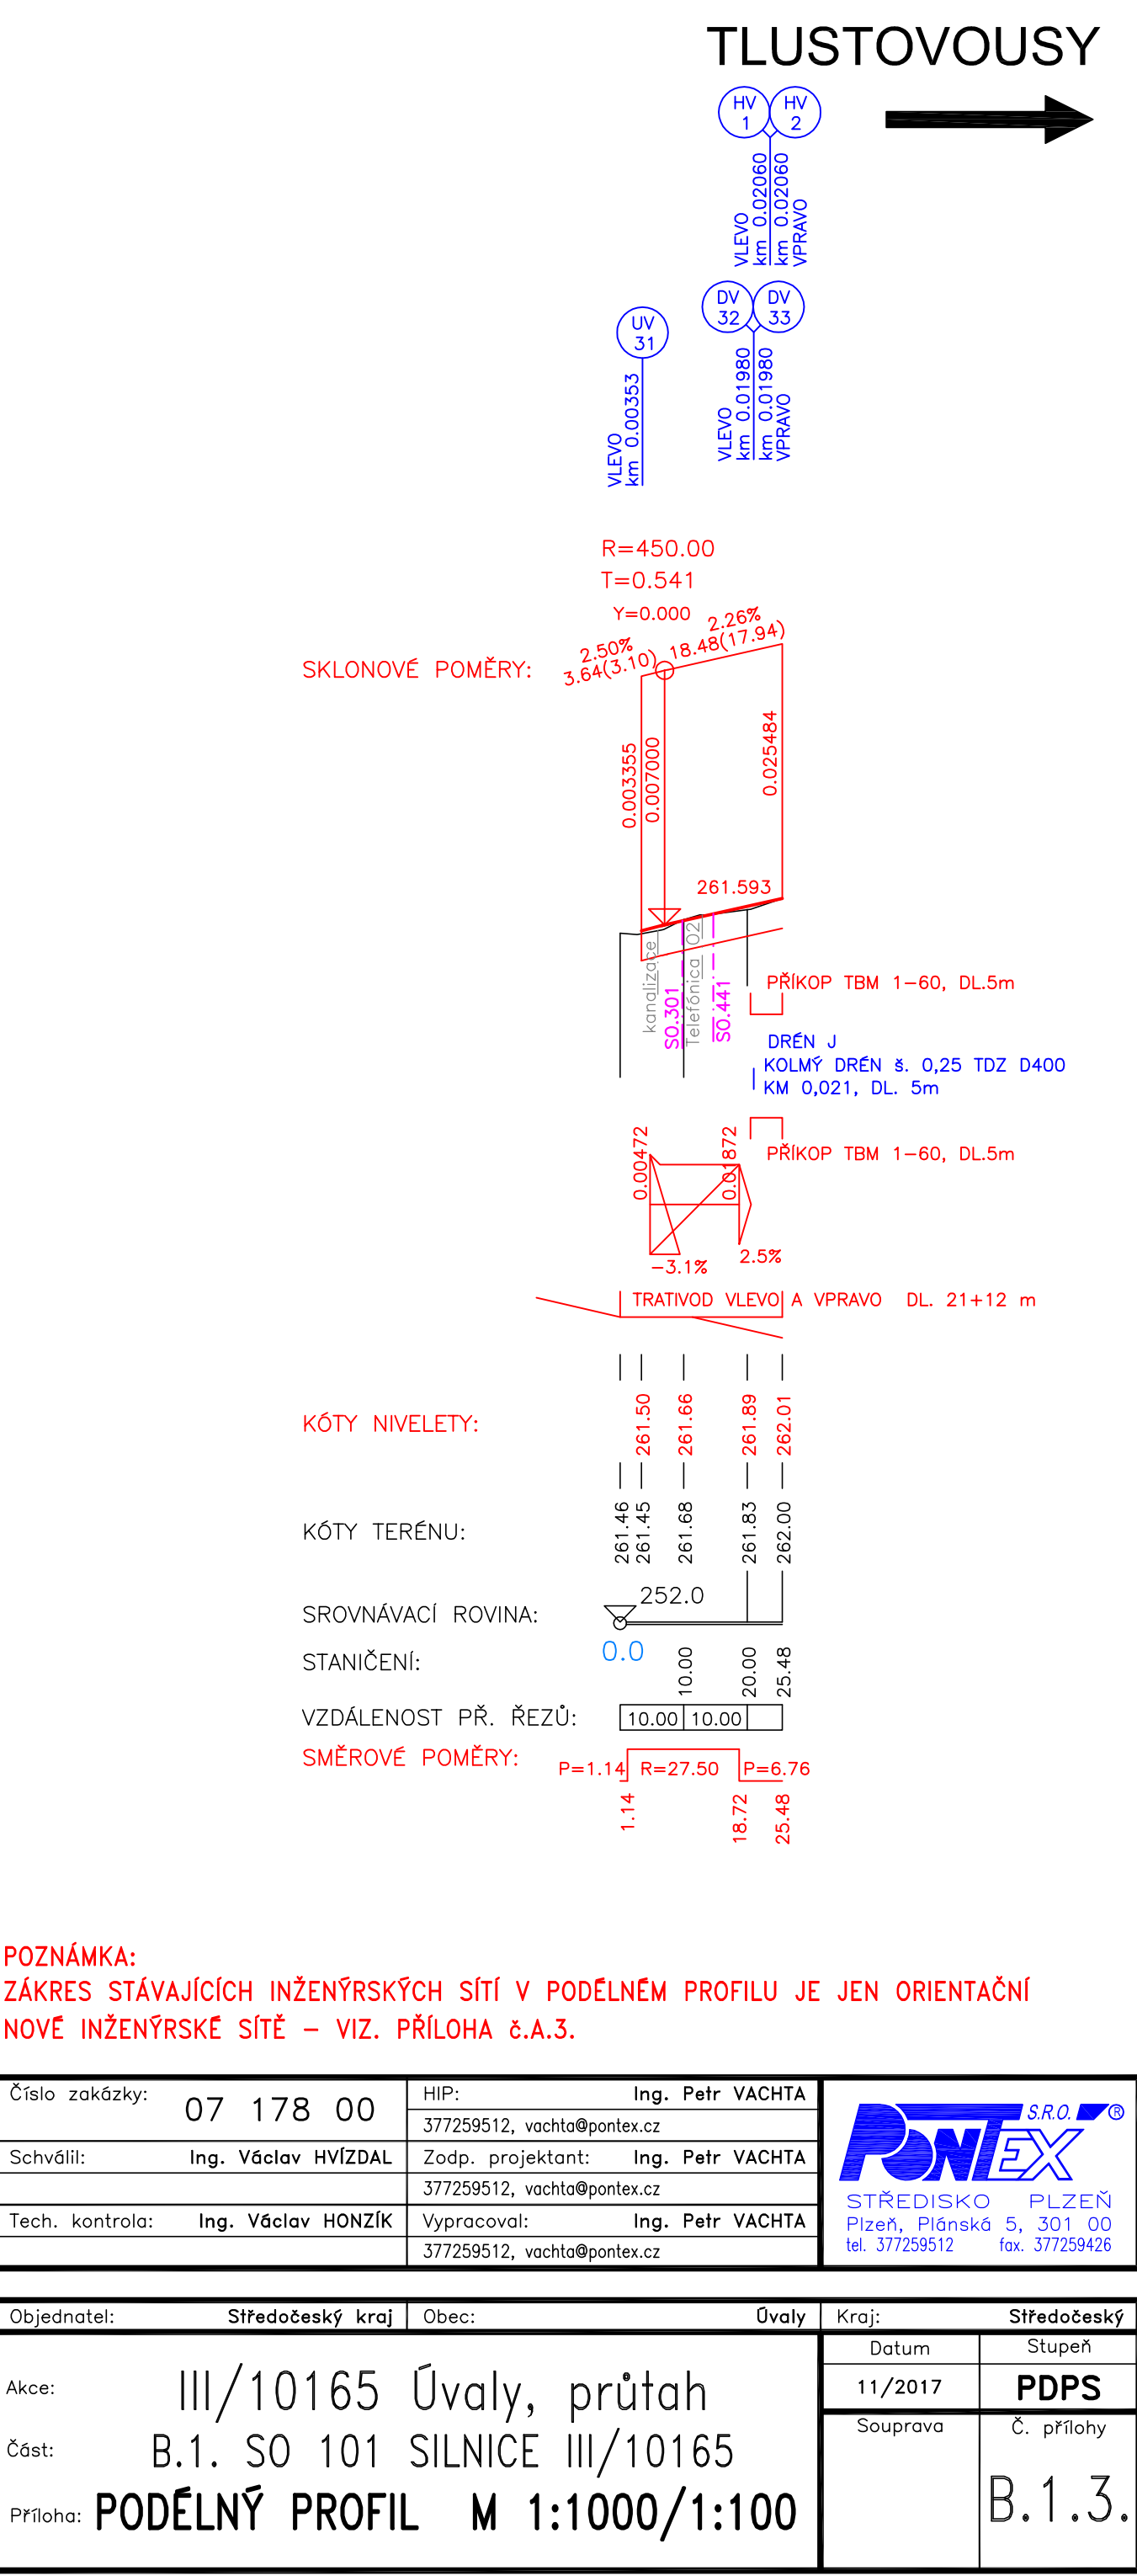 TLUSTOVOUSY
HV 1
HV 2
VLEVO
km 0.02060
km 0.02060
VPRAVO
UV 31
DV 32
DV 33
VLEVO
km 0.00353
VLEVO
km 0.01980
km 0.01980
VPRAVO
R=450.00
T=0.541
Y=0.000
SKLONOVÉ POMĚRY:
2.50%
3.64(3.10)
2.26%
18.48(17.94)
0.003355
0.007000
0.025484
261.593
kanalizace
SO.301
Telefónica O2
SO.441
PŘÍKOP TBM 1-60, DL.5m
DRÉN J
KOLMÝ DRÉN š. 0,25 TDZ D400
KM 0,021, DL. 5m
PŘÍKOP TBM 1-60, DL.5m
0.00472
0.01872
-3.1%
2.5%
TRATIVOD VLEVO A VPRAVO DL. 21+12 m
KÓTY NIVELETY:
261.50
261.66
261.89
262.01
KÓTY TERÉNU:
261.46
261.45
261.68
261.83
262.00
SROVNÁVACÍ ROVINA:
252.0
STANIČENÍ:
0.0
10.00
20.00
25.48
VZDÁLENOST PŘ. ŘEZŮ:
10.00
10.00
SMĚROVÉ POMĚRY:
P=1.14
R=27.50
P=6.76
1.14
18.72
25.48
POZNÁMKA:
ZÁKRES STÁVAJÍCÍCH INŽENÝRSKÝCH SÍTÍ V PODÉLNÉM PROFILU JE JEN ORIENTAČNÍ
NOVÉ INŽENÝRSKÉ SÍTĚ – VIZ. PŘÍLOHA č.A.3.
Číslo zakázky: 07 178 00
HIP: Ing. Petr VACHTA
377259512, vachta@pontex.cz
Schválil: Ing. Václav HVÍZDAL
Zodp. projektant: Ing. Petr VACHTA
377259512, vachta@pontex.cz
Tech. kontrola: Ing. Václav HONZÍK
Vypracoval: Ing. Petr VACHTA
377259512, vachta@pontex.cz
PONTEX S.R.O. ®
STŘEDISKO PLZEŇ
Plzeň, Plánská 5, 301 00
tel. 377259512 fax. 377259426
Objednatel: Středočeský kraj
Obec: Úvaly
Kraj: Středočeský
Akce: III/10165 Úvaly, průtah
Část: B.1. SO 101 SILNICE III/10165
Příloha: PODÉLNÝ PROFIL M 1:1000/1:100
Datum
Stupeň
11/2017
PDPS
Souprava
Č. přílohy
B.1.3.